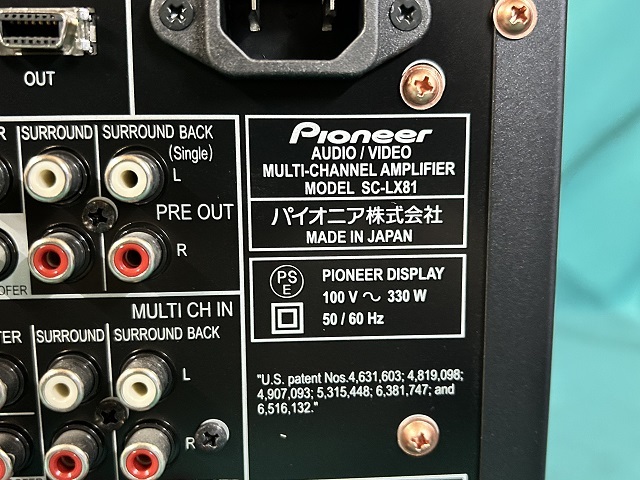 OUT
SURROUND
SURROUND BACK
(Single)
L
PRE OUT
R
MULTI CH IN
SURROUND
SURROUND BACK
L
R
Pioneer
AUDIO / VIDEO
MULTI-CHANNEL AMPLIFIER
MODEL SC-LX81
パイオニア株式会社
MADE IN JAPAN
PS
E
PIONEER DISPLAY
100 V ～ 330 W
50 / 60 Hz
"U.S. patent Nos.4,631,603; 4,819,098;
4,907,093; 5,315,448; 6,381,747; and
6,516,132."